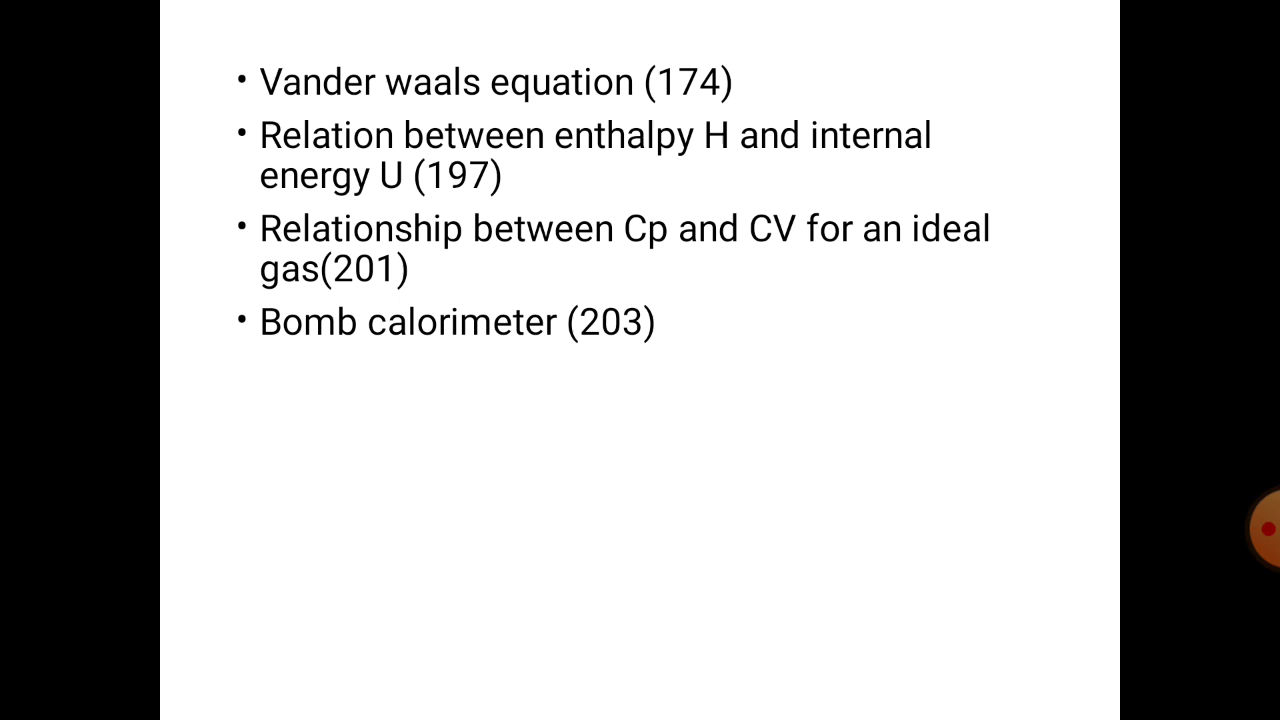 • Vander waals equation (174)
• Relation between enthalpy H and internal
energy U (197)
• Relationship between Cp and CV for an ideal
gas(201)
• Bomb calorimeter (203)